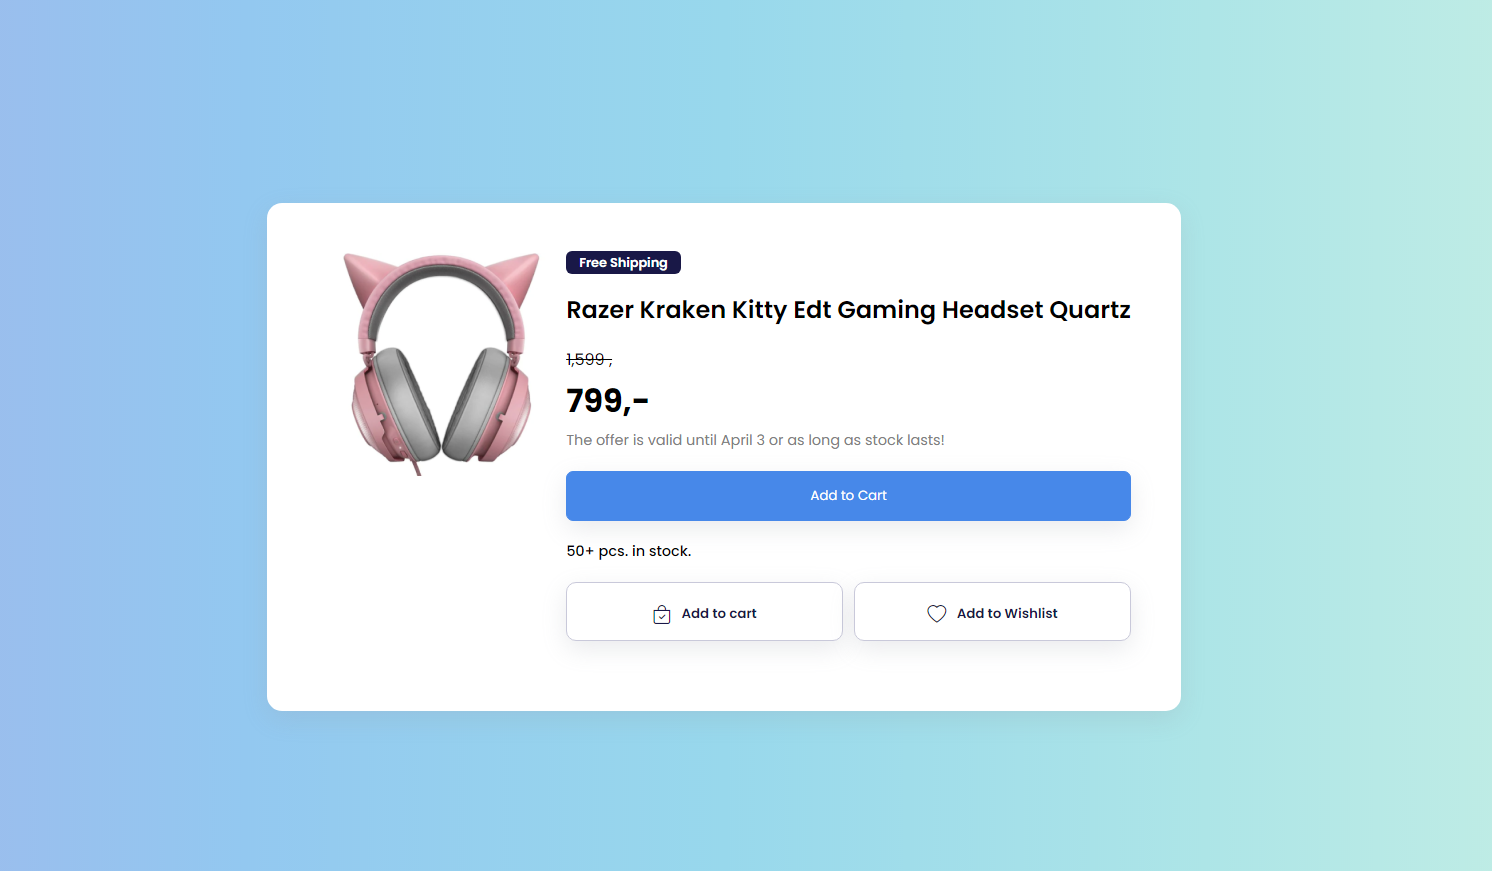 Free Shipping
Razer Kraken Kitty Edt Gaming Headset Quartz
1,599-,
799,-
The offer is valid until April 3 or as long as stock lasts!
Add to Cart
50+ pcs. in stock.
Add to cart
Add to Wishlist